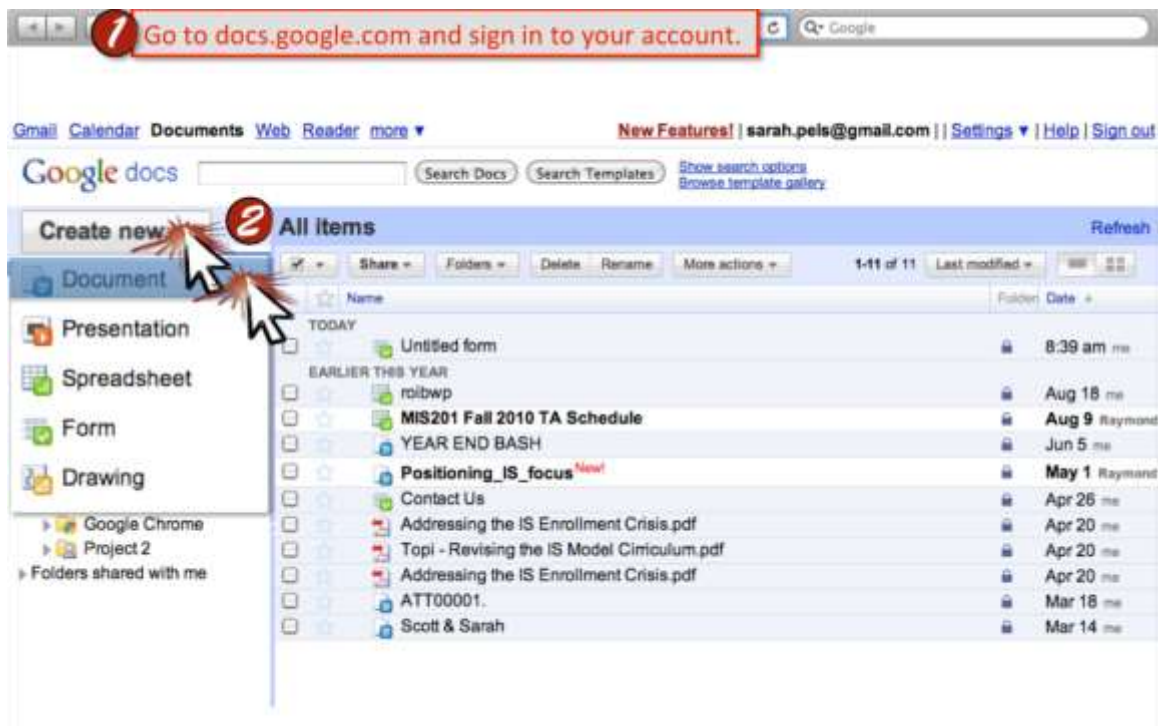 1 Go to docs.google.com and sign in to your account.
Google
Gmail Calendar Documents Web Reader more ▼ New Features! | sarah.pels@gmail.com | | Settings ▼ | Help | Sign out
Google docs Search Docs Search Templates Show search options
Browse template gallery
Create new 2 All items Refresh
Document
Share Folders Delete Rename More actions 1-11 of 11 Last modified
Name Folder Date
Presentation
TODAY
Untitled form 8:39 am me
EARLIER THIS YEAR
Spreadsheet
roibwp Aug 18 me
MIS201 Fall 2010 TA Schedule Aug 9 Raymond
Form
YEAR END BASH Jun 5 me
Positioning_IS_focus New! May 1 Raymond
Drawing
Contact Us Apr 26 me
Google Chrome
Addressing the IS Enrollment Crisis.pdf Apr 20 me
Project 2
Topi - Revising the IS Model Cirriculum.pdf Apr 20 me
Folders shared with me
Addressing the IS Enrollment Crisis.pdf Apr 20 me
ATT00001. Mar 18 me
Scott & Sarah Mar 14 me